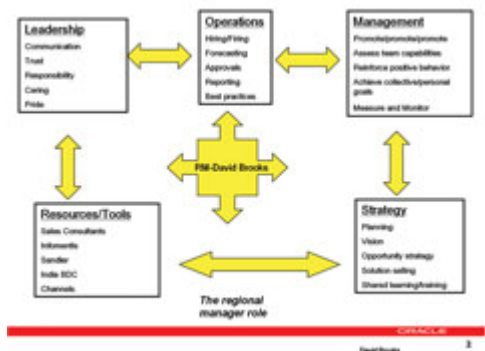 Leadership
Communication
Trust
Responsibility
Caring
Pride
Operations
Hiring/Firing
Forecasting
Approvals
Reporting
Best practices
Management
Promote/promote/promote
Assess team capabilities
Reinforce positive behavior
Achieve collective/personal
goals
Measure and Monitor
RM-David Brooks
Resources/Tools
Sales Consultants
Infomentis
Sandler
India BDC
Channels
Strategy
Planning
Vision
Opportunity strategy
Solution selling
Shared learning/training
The regional
manager role
ORACLE
David Brooks
3